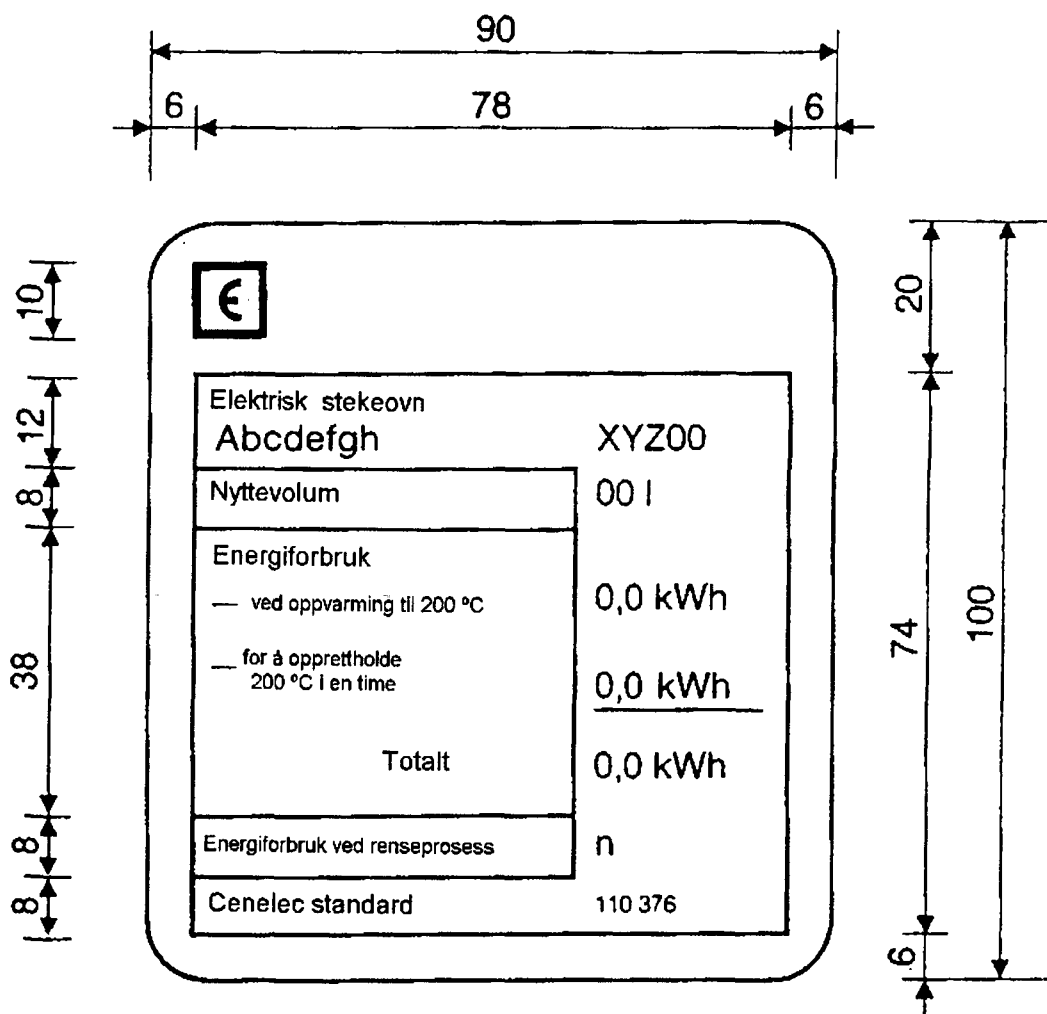 90
6 78 6
10
20
Є
12
Elektrisk stekeovn
Abcdefgh XYZ00
8
Nyttevolum 00 l
38
Energiforbruk
— ved oppvarming til 200 ºC 0,0 kWh
— for å opprettholde
200 ºC i en time 0,0 kWh
74
100
Totalt 0,0 kWh
8
Energiforbruk ved renseprosess n
8
Cenelec standard 110 376
6